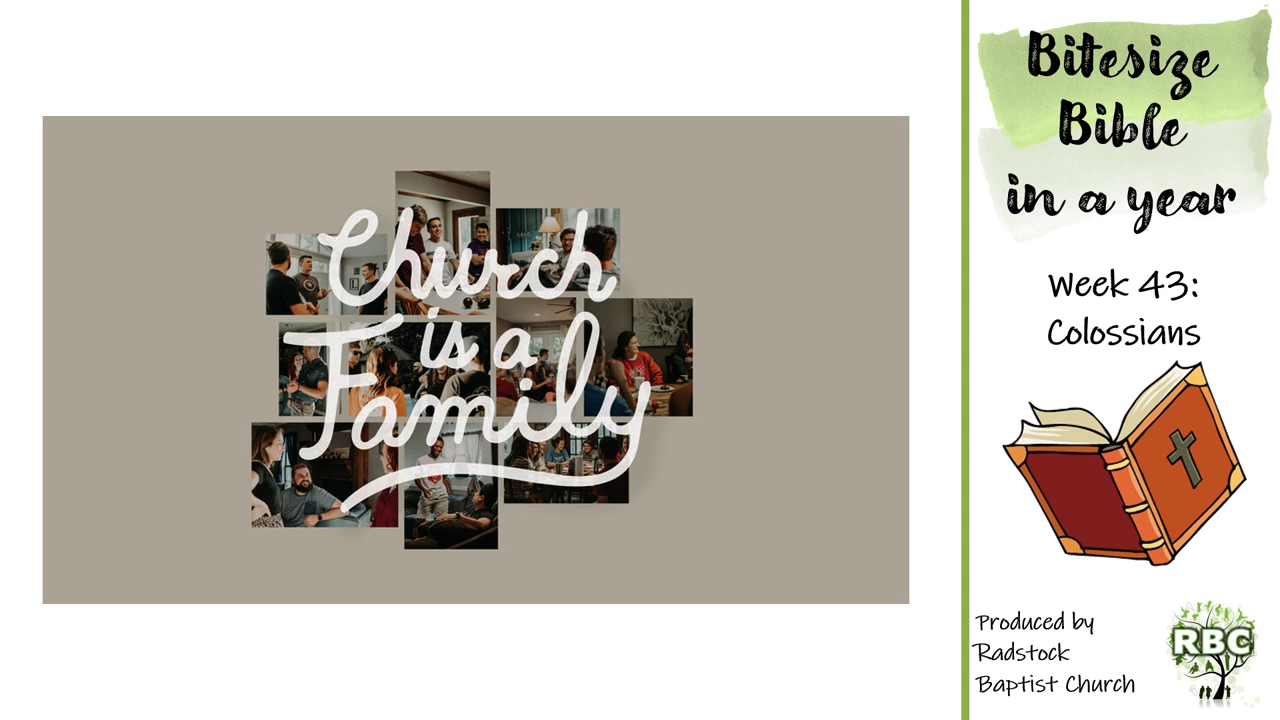 Church
is a
Family
Bitesize
Bible
in a year
Week 43:
Colossians
Produced by
Radstock
Baptist Church
RBC